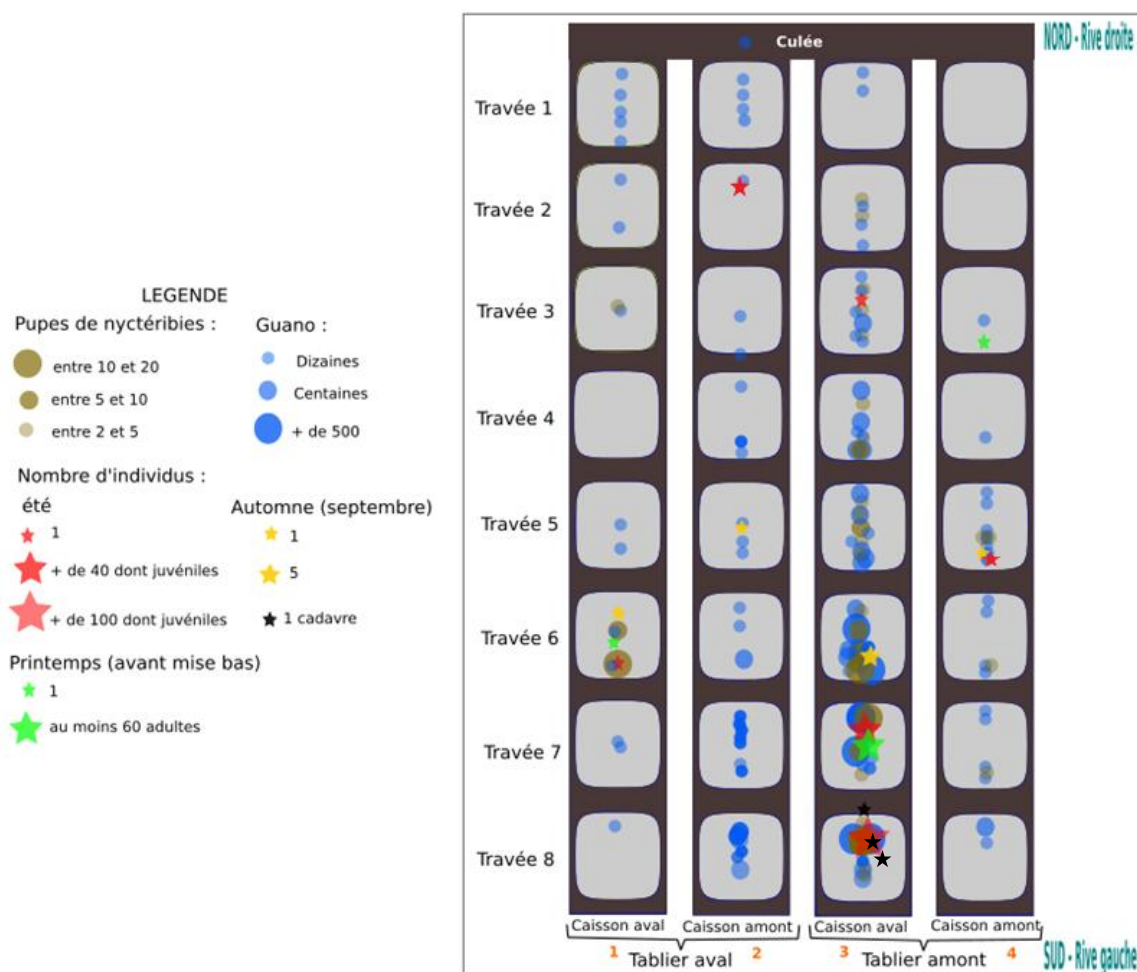 NORD - Rive droite
Culée
Travée 1
Travée 2
Travée 3
Travée 4
Travée 5
Travée 6
Travée 7
Travée 8
LEGENDE
Pupes de nyctéribies :
entre 10 et 20
entre 5 et 10
entre 2 et 5
Guano :
Dizaines
Centaines
+ de 500
Nombre d'individus :
été
1
+ de 40 dont juvéniles
+ de 100 dont juvéniles
Automne (septembre)
1
5
1 cadavre
Printemps (avant mise bas)
1
au moins 60 adultes
Caisson aval Caisson amont Caisson aval Caisson amont
1 2 3 4
Tablier aval Tablier amont
SUD - Rive gauche